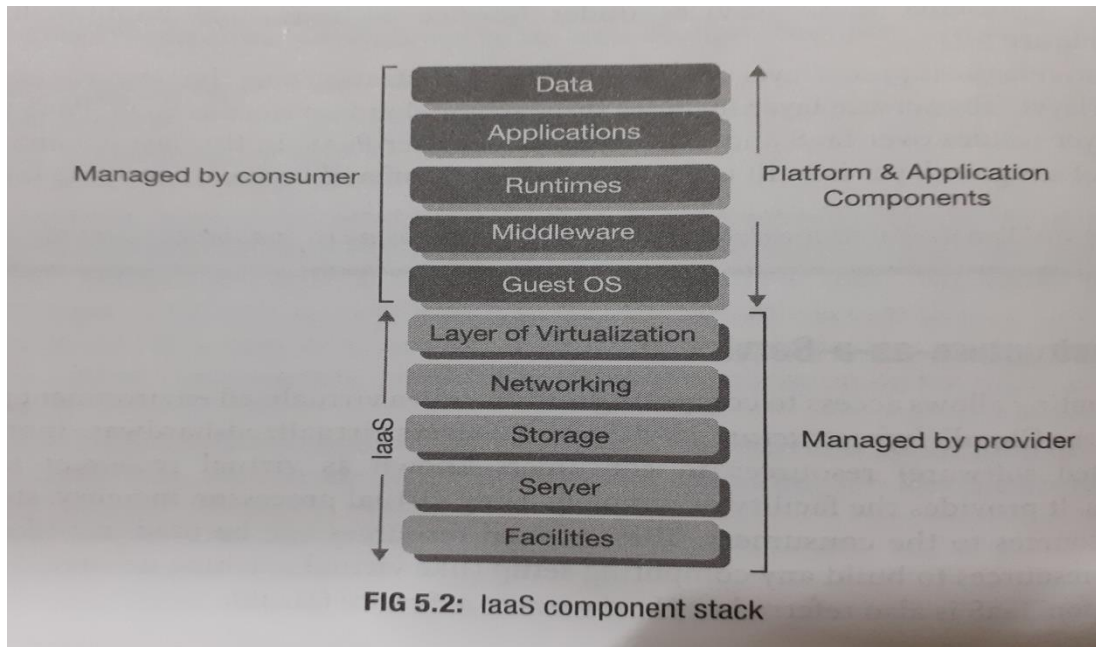 Data
Applications
Managed by consumer
Runtimes
Platform & Application
Components
Middleware
Guest OS
Layer of Virtualization
Networking
IaaS
Storage
Managed by provider
Server
Facilities
FIG 5.2: IaaS component stack